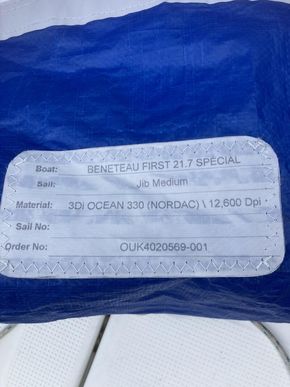 Boat: BENETEAU FIRST 21.7 SPÉCIAL
Sail: Jib Medium
Material: 3Di OCEAN 330 (NORDAC) \ 12,600 Dpi
Sail No:
Order No: OUK4020569-001